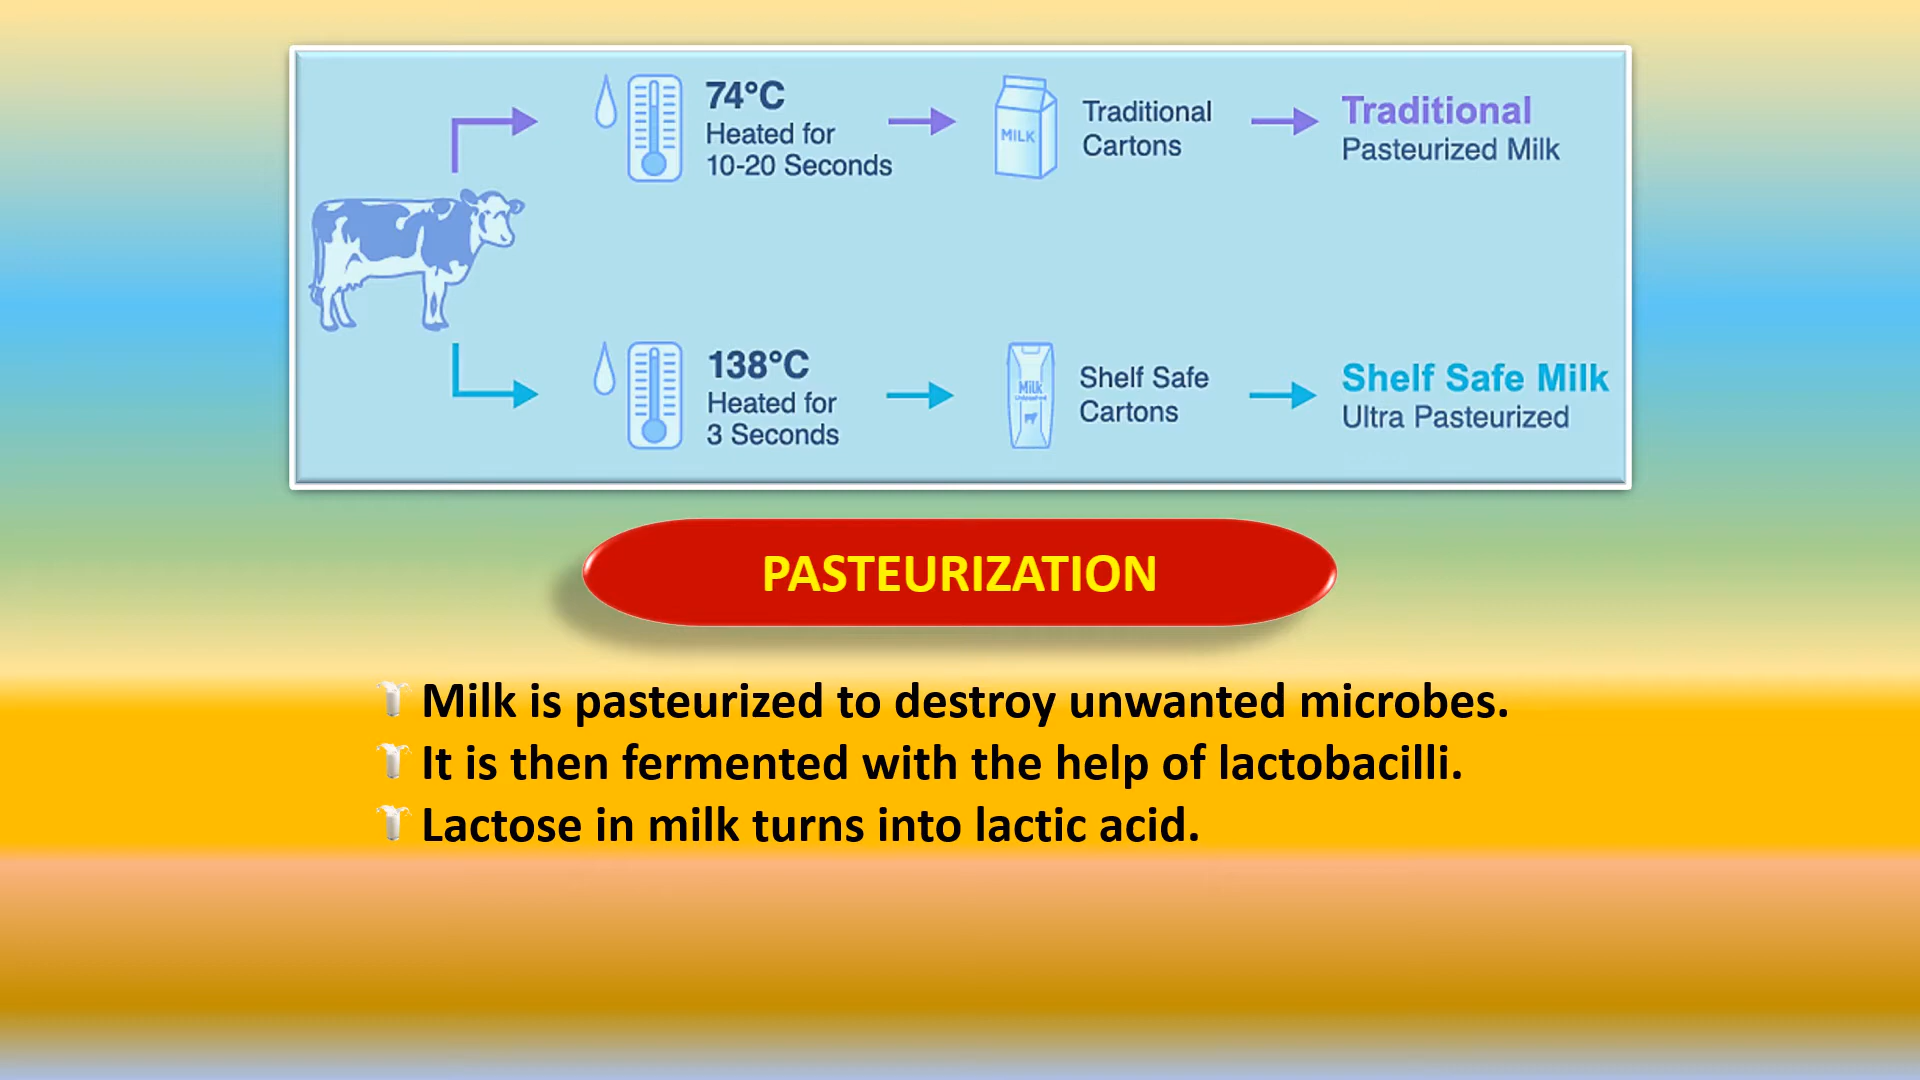 74°C
Heated for
10-20 Seconds
MILK
Traditional
Cartons
Traditional
Pasteurized Milk
138°C
Heated for
3 Seconds
Milk
Shelf Safe
Cartons
Shelf Safe Milk
Ultra Pasteurized
PASTEURIZATION
Milk is pasteurized to destroy unwanted microbes.
It is then fermented with the help of lactobacilli.
Lactose in milk turns into lactic acid.